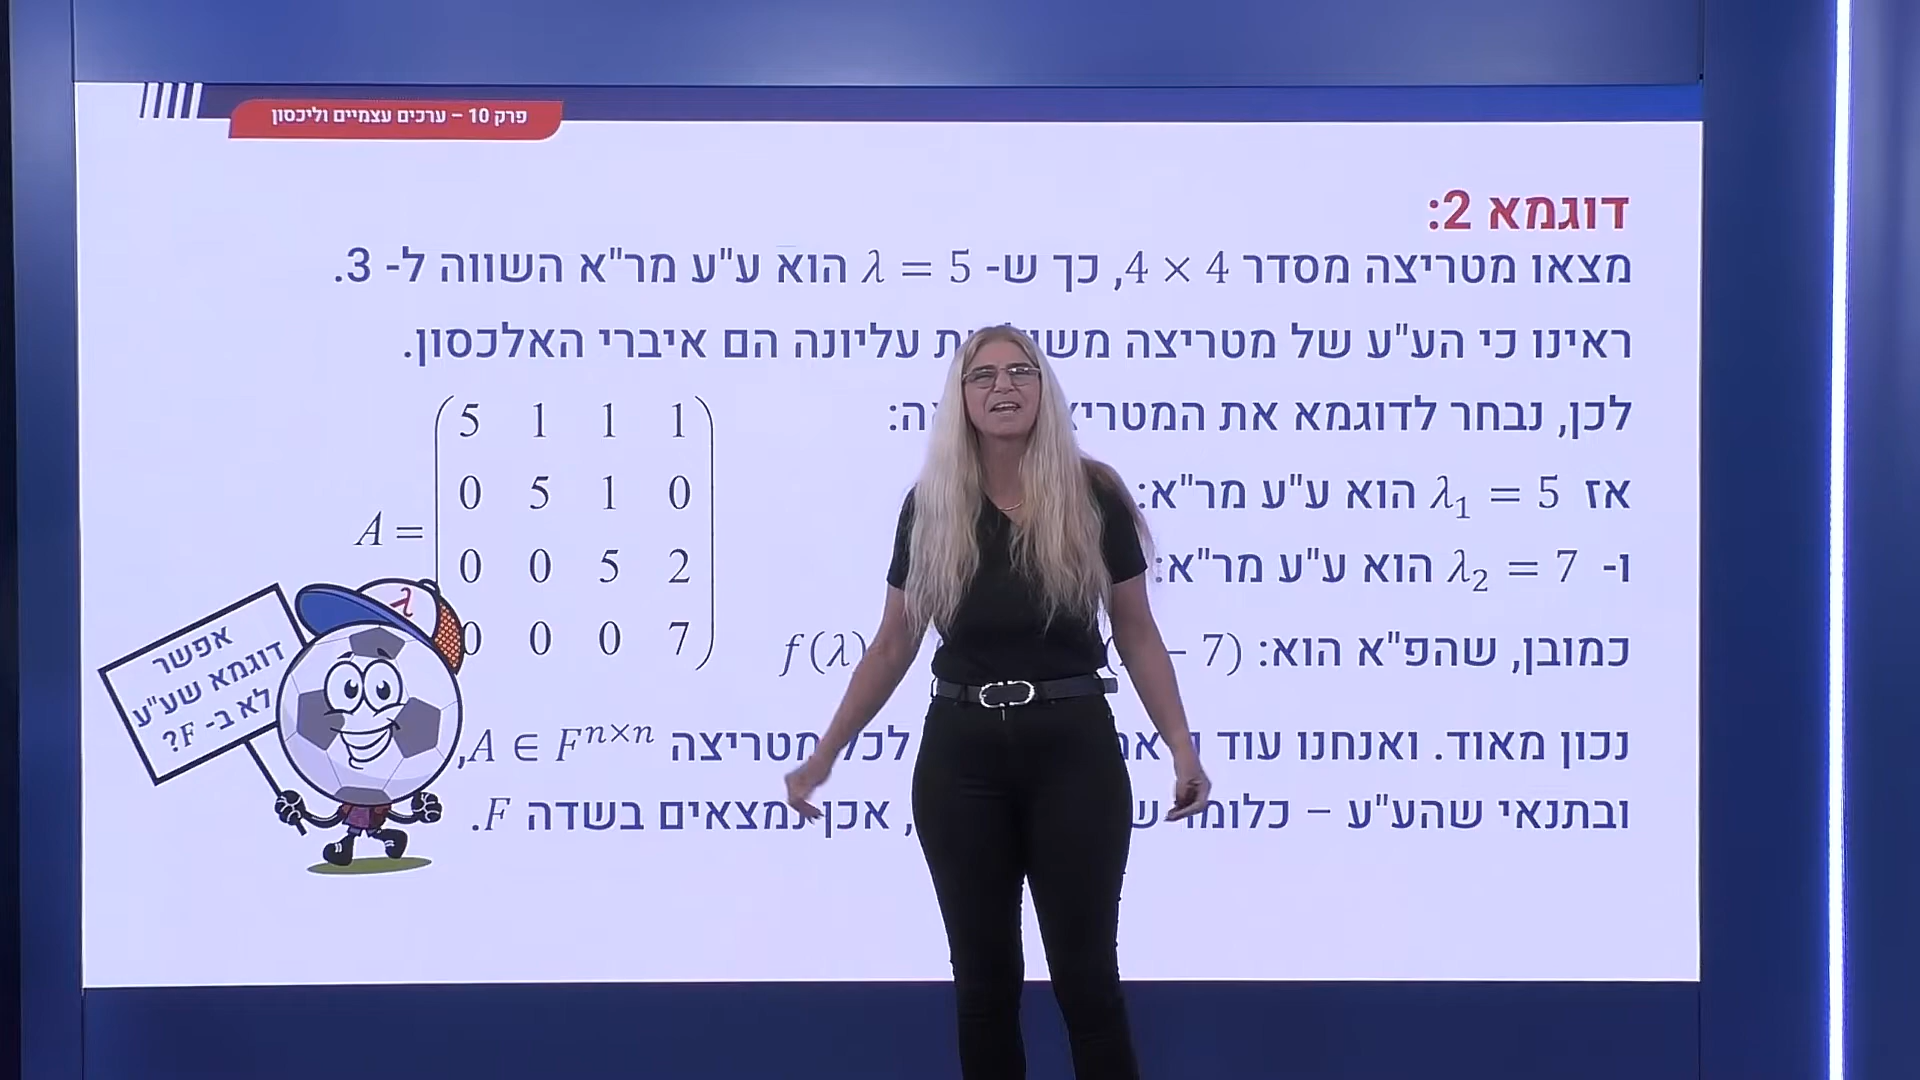 פרק 10 – ערכים עצמיים וליכסון
דוגמא 2:
מצאו מטריצה מסדר 4 × 4, כך ש- λ = 5 הוא ע"ע מר"א השווה ל- 3.
ראינו כי הע"ע של מטריצה עליונה הם איברי האלכסון.
לכן, נבחר לדוגמא את
אז λ₁ = 5 הוא ע"ע מר"א:
ו- λ₂ = 7 הוא ע"ע מר"א:
כמובן, שהפ"א הוא: f(λ) − 7)
A =
5 1 1 1
0 5 1 0
0 0 5 2
0 0 0 7
נכון מאוד. ואנחנו עוד לכל מטריצה A ∈ Fⁿˣⁿ,
ובתנאי שהע"ע – כלומר , אכן נמצאים בשדה F.
λ
אפשר
דוגמא שע"ע
לא ב- F?